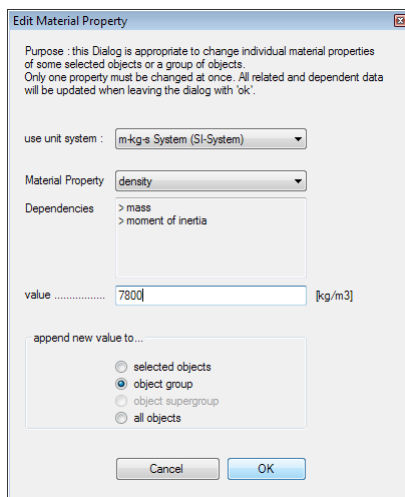 Edit Material Property
Purpose : this Dialog is appropriate to change individual material properties
of some selected objects or a group of objects.
Only one property must be changed at once. All related and dependent data
will be updated when leaving the dialog with 'ok'.
use unit system : m-kg-s System (SI-System)
Material Property density
Dependencies > mass
> moment of inertia
value ................. 7800 [kg/m3]
append new value to...
selected objects
object group
object supergroup
all objects
Cancel OK